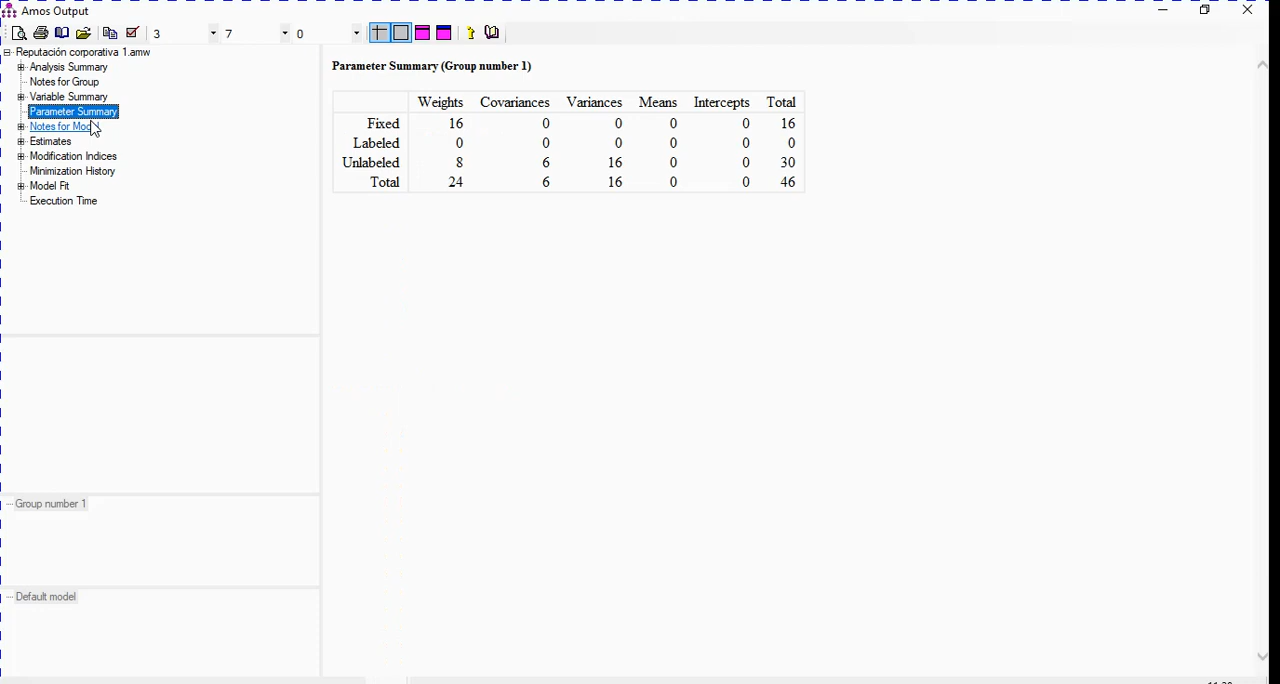 Amos Output
3 7 0
Reputación corporativa 1.amw
Analysis Summary
Notes for Group
Variable Summary
Parameter Summary
Notes for Mod
Estimates
Modification Indices
Minimization History
Model Fit
Execution Time
Group number 1
Default model
Parameter Summary (Group number 1)
Weights Covariances Variances Means Intercepts Total
Fixed 16 0 0 0 0 16
Labeled 0 0 0 0 0 0
Unlabeled 8 6 16 0 0 30
Total 24 6 16 0 0 46